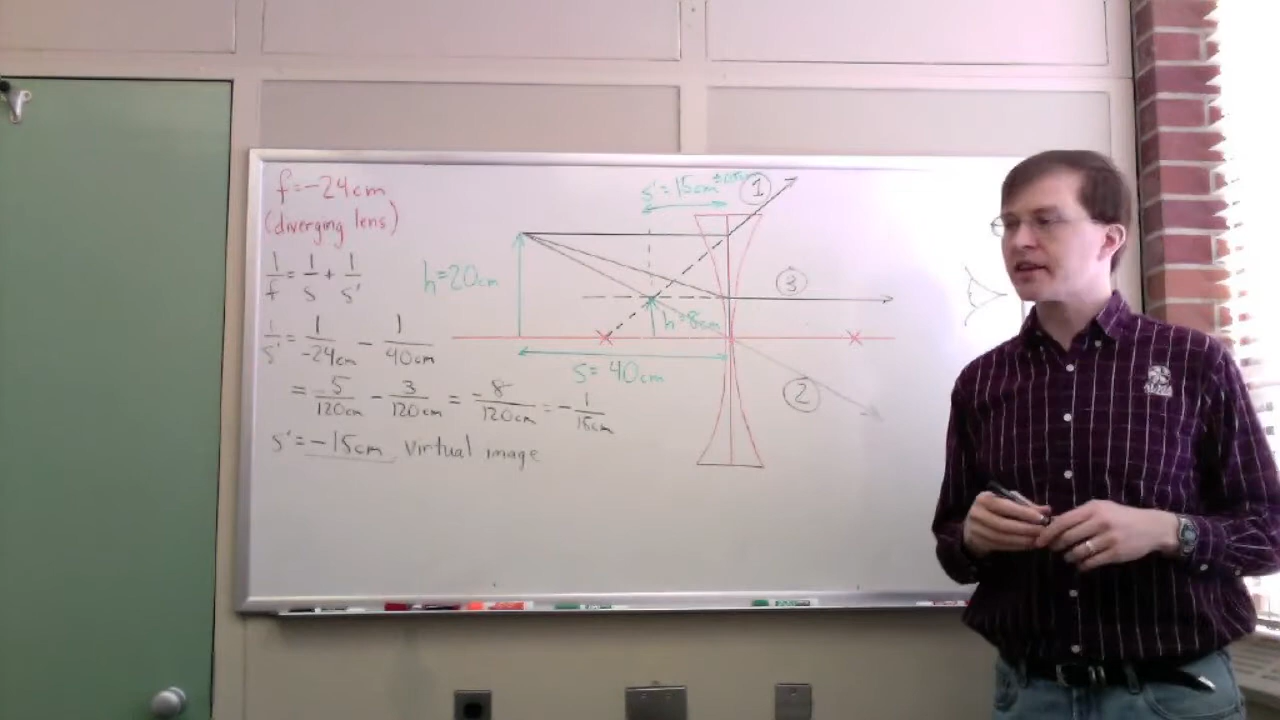 f=-24cm
(diverging lens)
1/f = 1/s + 1/s'
1/s' = 1/-24cm - 1/40cm
= -5/120cm - 3/120cm = -8/120cm = -1/15cm
s'=-15cm virtual image
s'=15cm
1
h=20cm
3
h'=8cm
s=40cm
2